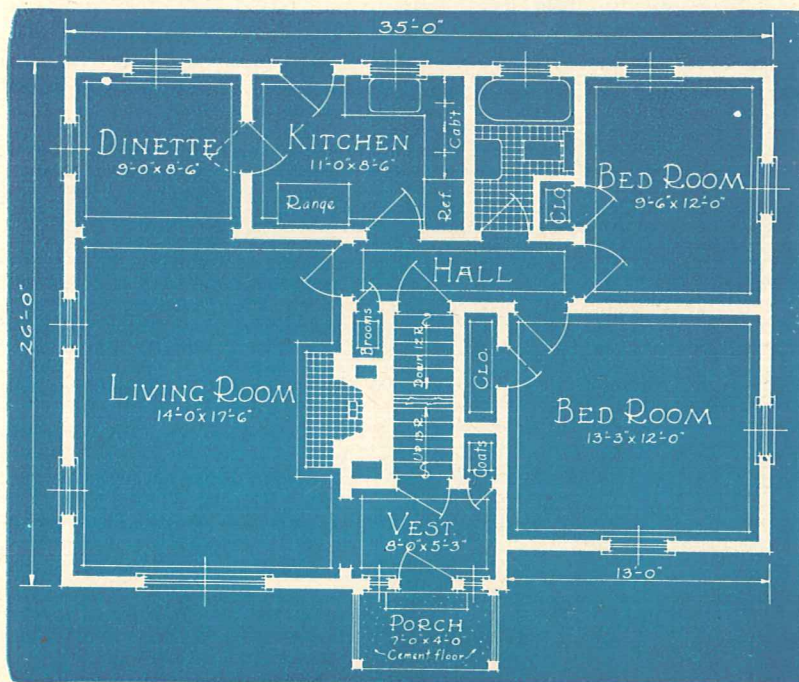 35'-0"
DINETTE
9'-0"x8'-6"
KITCHEN
11'-0"x8'-6"
Cab't
Range
Ref.
CLO.
BED ROOM
9'-6"x12'-0"
HALL
26'-0"
Brooms
Down 12 R.
Up 13 R.
CLO.
LIVING ROOM
14'-0"x17'-6"
BED ROOM
13'-3"x12'-0"
Coats
VEST.
8'-0"x5'-3"
13'-0"
PORCH
7'-0"x4'-0"
Cement floor